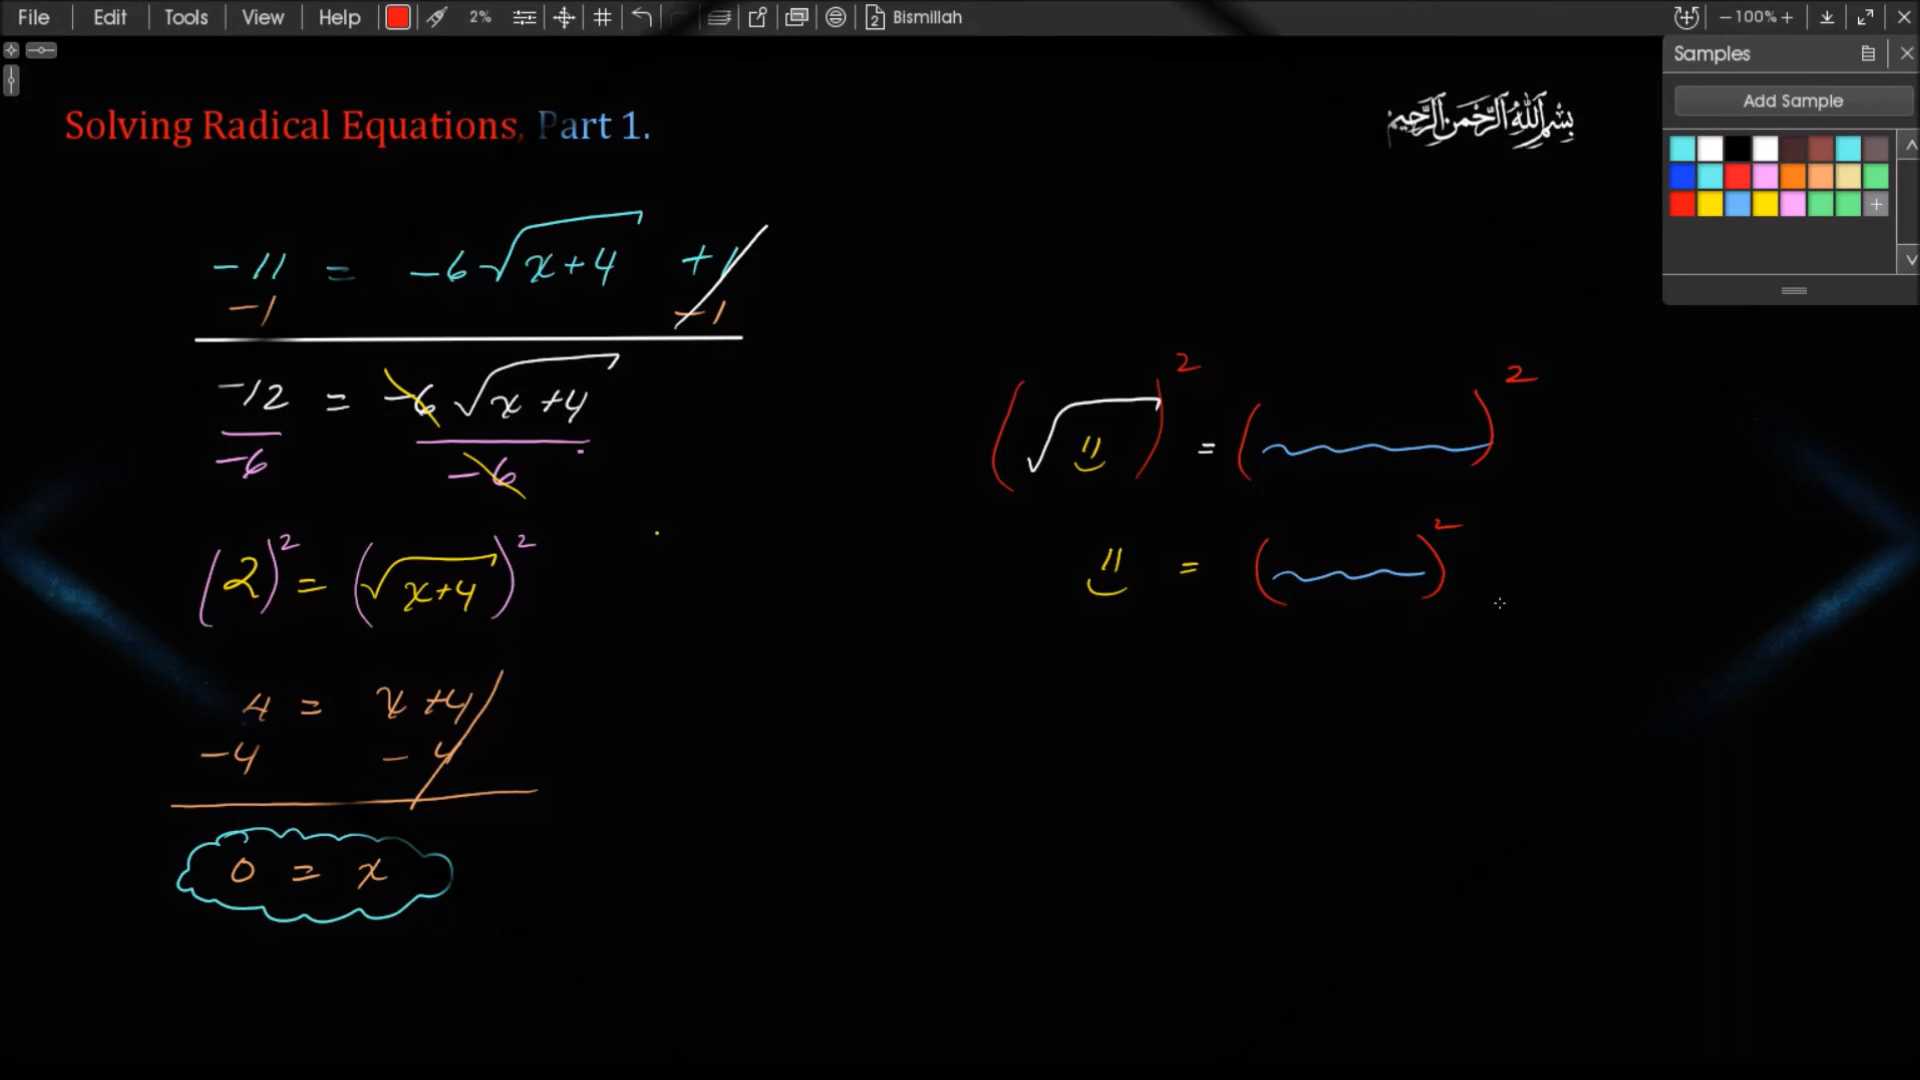 File Edit Tools View Help 2% Bismillah 100%
Samples
Add Sample
Solving Radical Equations, Part 1.
بِسْمِ اللَّهِ الرَّحْمَنِ الرَّحِيمِ
-11 = -6√(x+4) +1
-1 -1
-12 = -6√(x+4)
-6 -6
(2)² = (√(x+4))²
4 = x+4
-4 -4
0 = x
(√ )² = ( )²
= ( )²